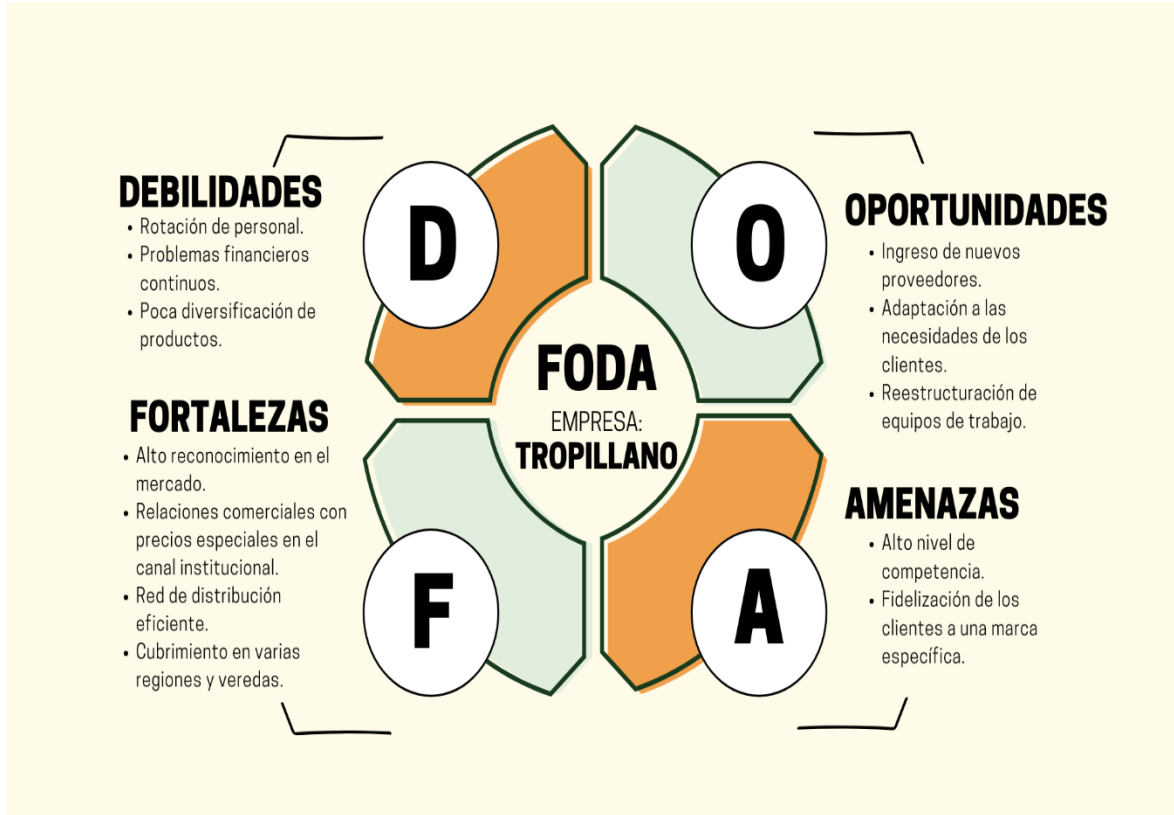 DEBILIDADES
• Rotación de personal.
• Problemas financieros
continuos.
• Poca diversificación de
productos.
FORTALEZAS
• Alto reconocimiento en el
mercado.
• Relaciones comerciales con
precios especiales en el
canal institucional.
• Red de distribución
eficiente.
• Cubrimiento en varias
regiones y veredas.
D
O
F
A
FODA
EMPRESA:
TROPILLANO
OPORTUNIDADES
• Ingreso de nuevos
proveedores.
• Adaptación a las
necesidades de los
clientes.
• Reestructuración de
equipos de trabajo.
AMENAZAS
• Alto nivel de
competencia.
• Fidelización de los
clientes a una marca
específica.